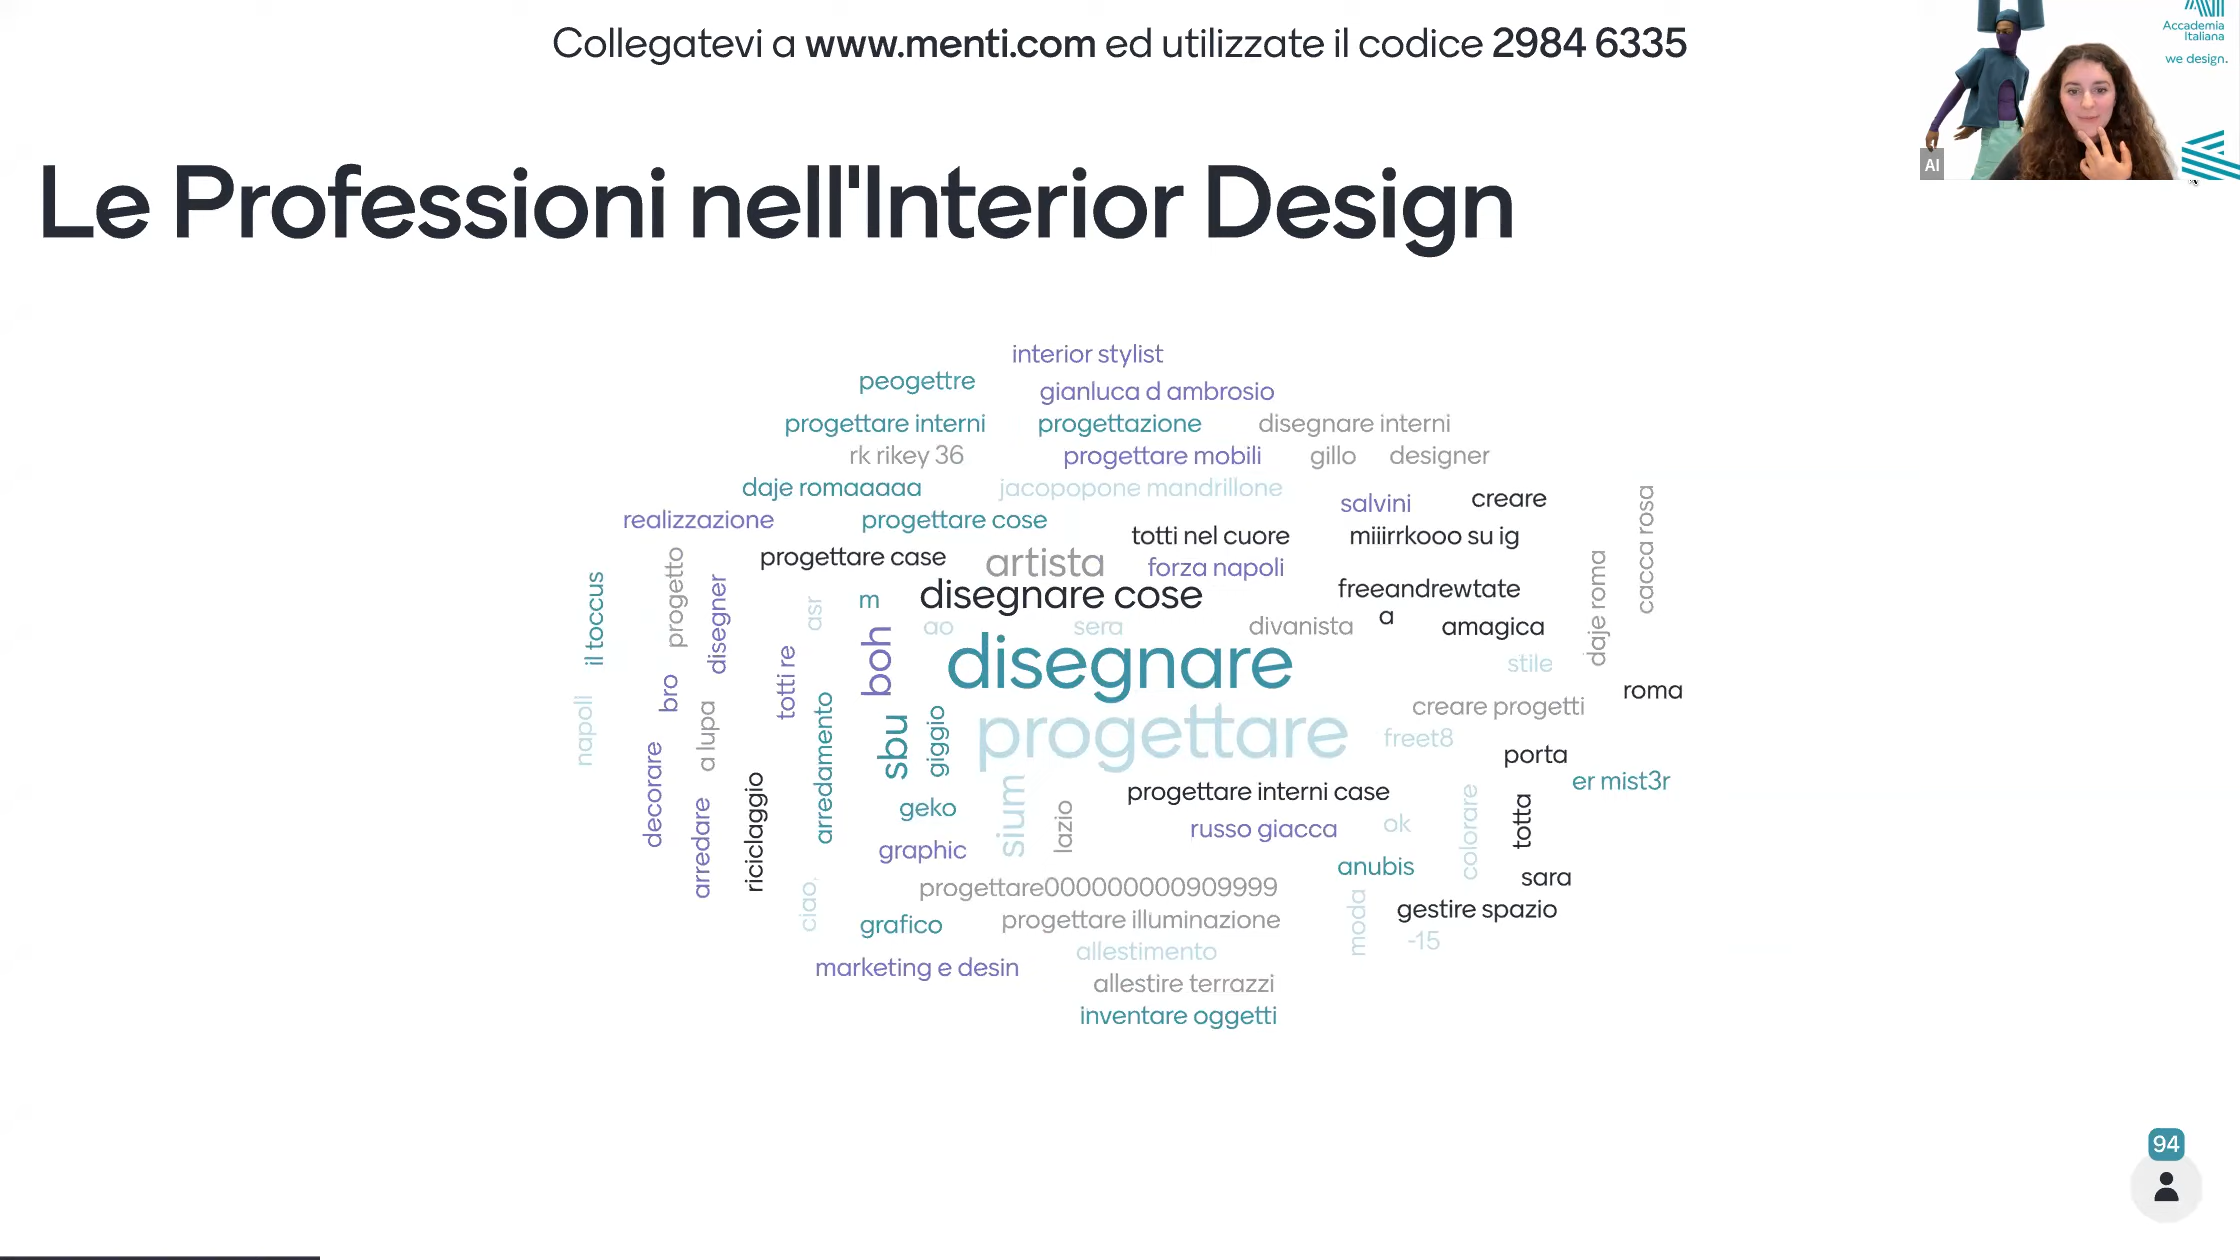 Collegatevi a www.menti.com ed utilizzate il codice 2984 6335
Accademia
Italiana
we design.
AI
Le Professioni nell'Interior Design
interior stylist
peogettre
gianluca d ambrosio
progettare interni
progettazione
disegnare interni
rk rikey 36
progettare mobili
gillo
designer
daje romaaaaa
jacopopone mandrillone
salvini
creare
cacca rosa
realizzazione
progettare cose
totti nel cuore
miiirrkooo su ig
progettare case
artista
forza napoli
daje roma
il toccus
progetto
disegner
asr
m
disegnare cose
freeandrewtate
a
ao
sera
divanista
amagica
totti re
boh
disegnare
stile
bro
roma
napoll
a lupa
arredamento
sbu
giggio
progettare
creare progetti
freet8
porta
er mist3r
decorare
arredare
riciclaggio
geko
sium
lazio
progettare interni case
colorare
totta
russo giacca
ok
graphic
anubis
sara
ciao,
progettare000000000909999
moda
gestire spazio
grafico
progettare illuminazione
-15
allestimento
marketing e desin
allestire terrazzi
inventare oggetti
94